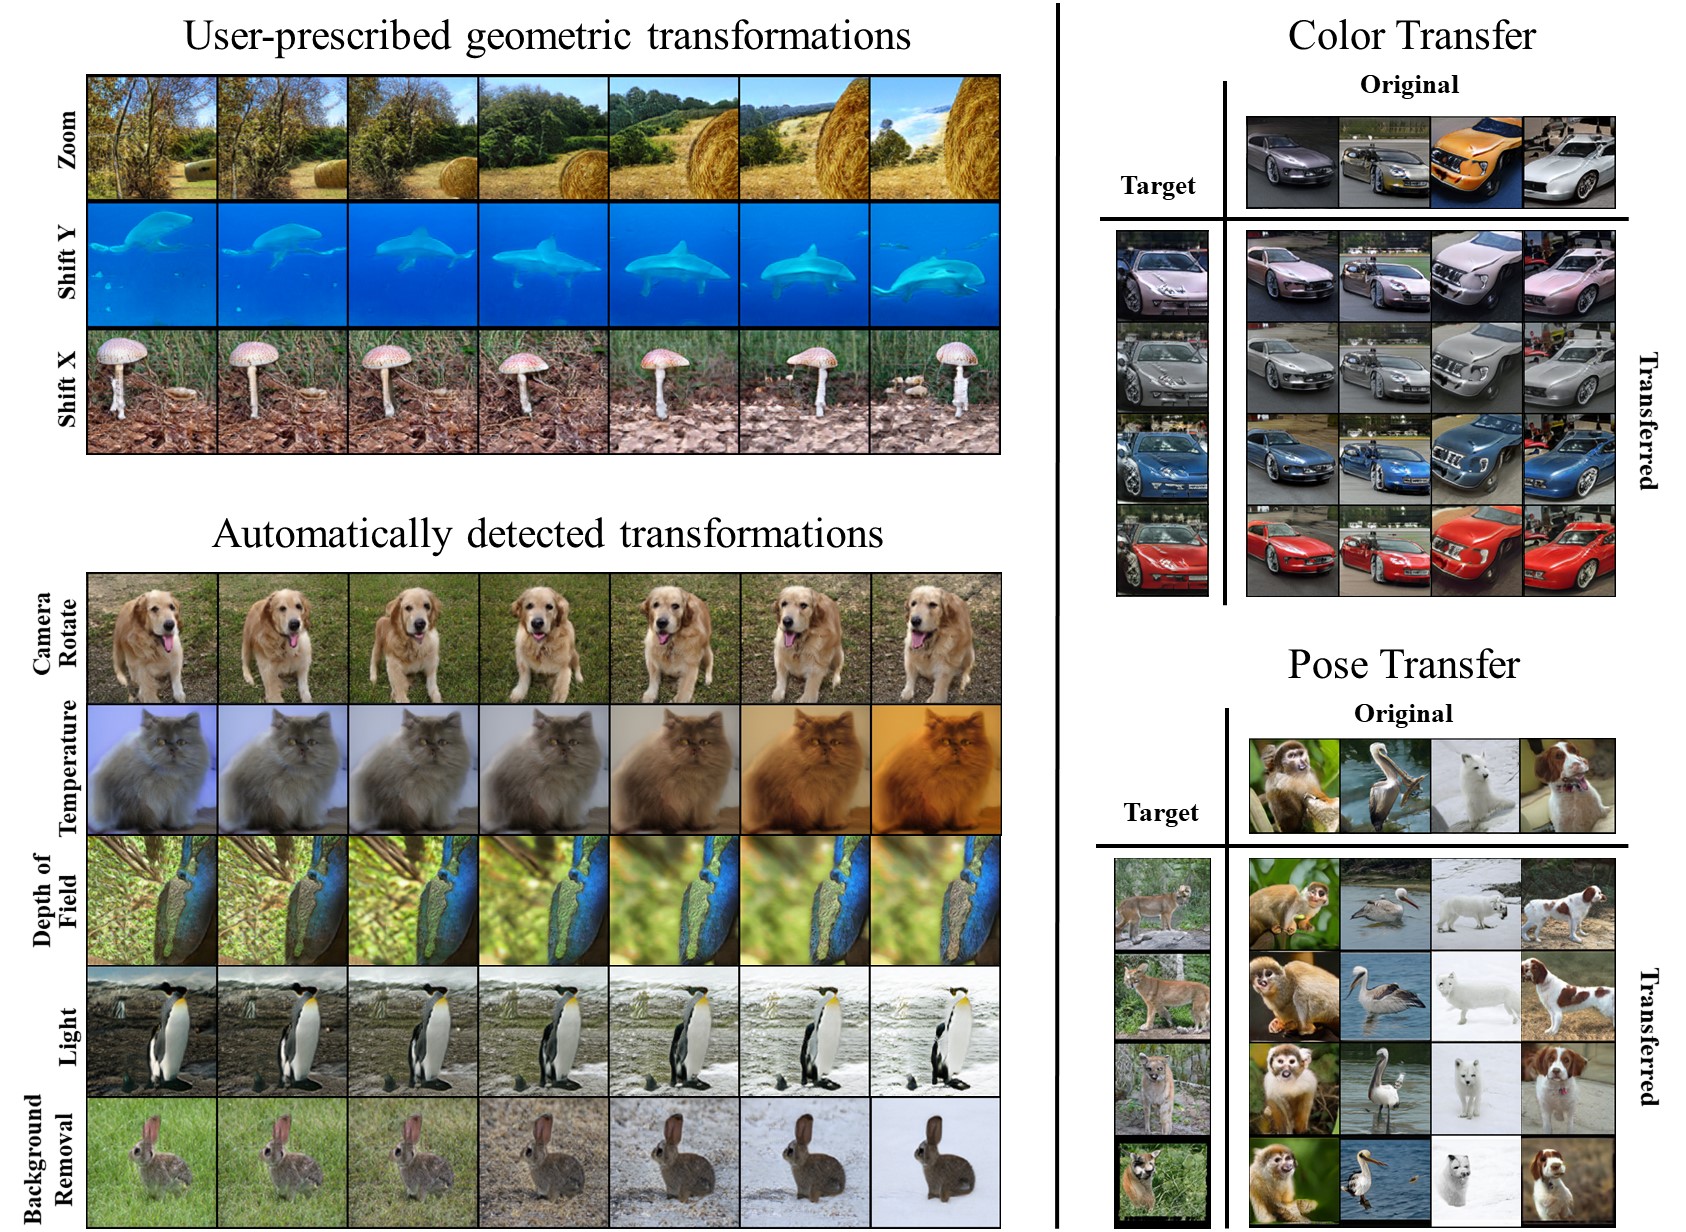 User-prescribed geometric transformations
Zoom
Shift Y
Shift X
Automatically detected transformations
Camera
Rotate
Temperature
Depth of
Field
Light
Background
Removal
Color Transfer
Original
Target
Transferred
Pose Transfer
Original
Target
Transferred